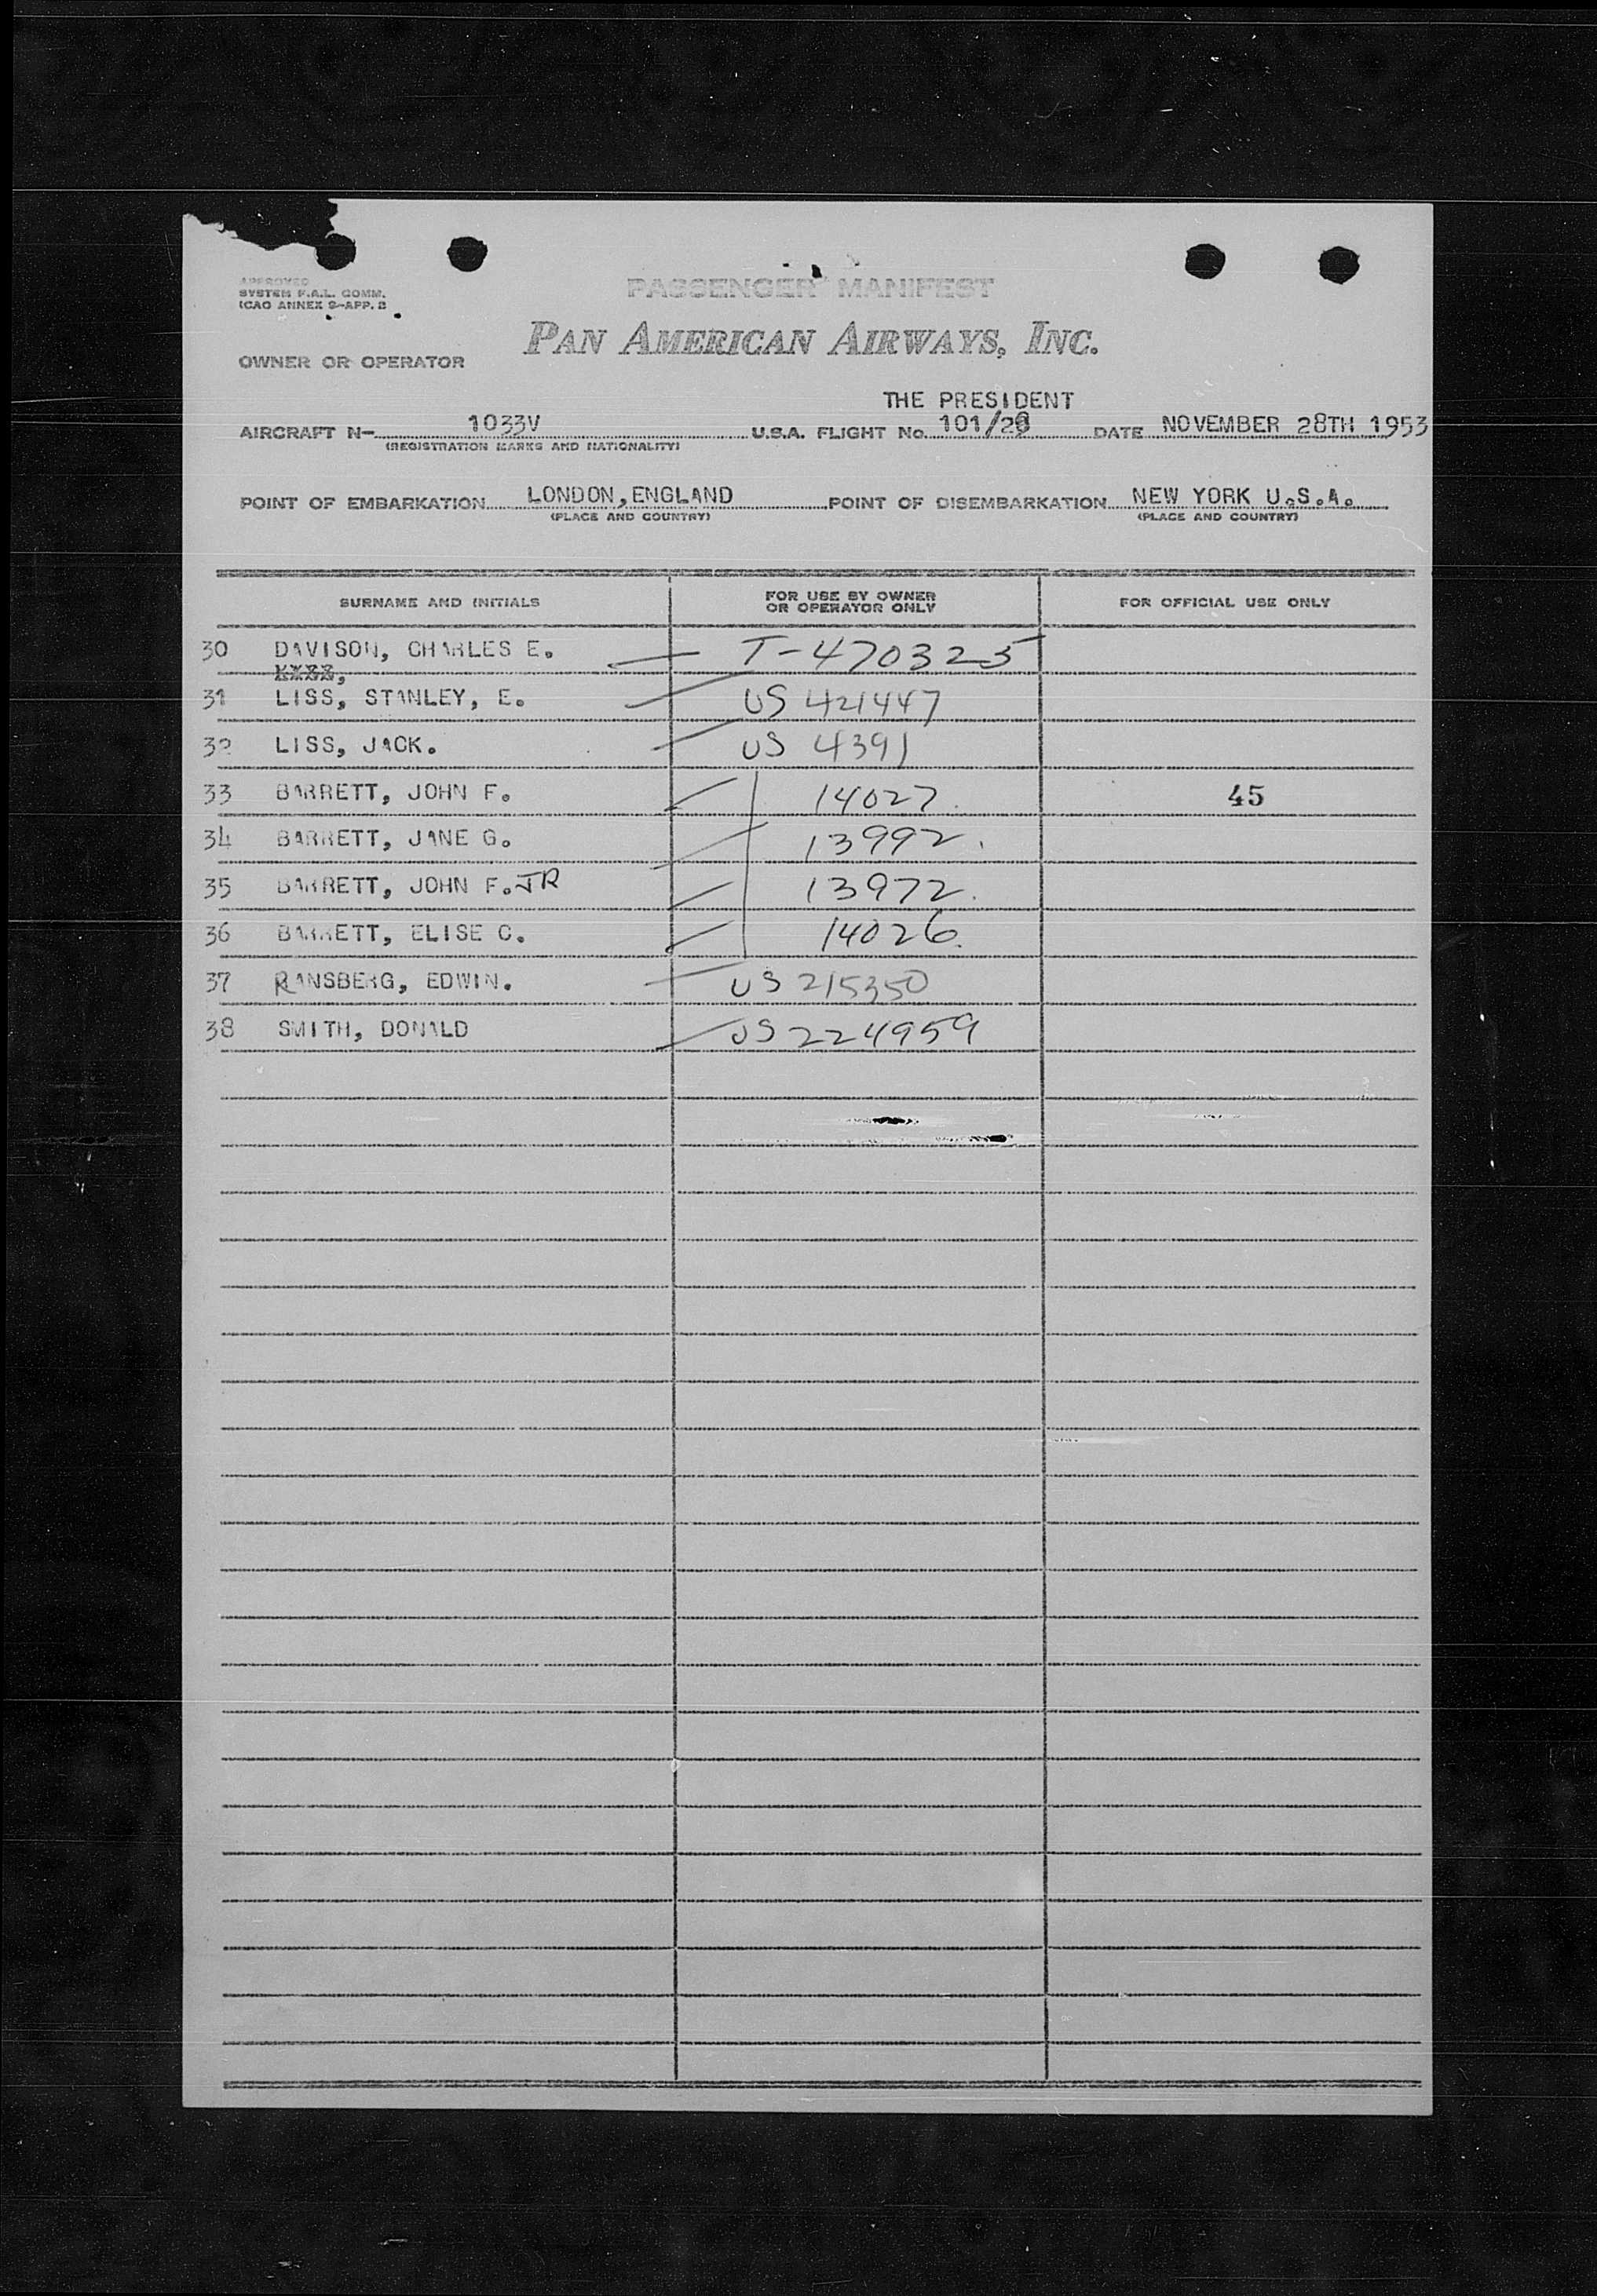 APPROVED
SYSTEM F.A.L. COMM.
ICAO ANNEX 9-APP. B
PASSENGER MANIFEST
PAN AMERICAN AIRWAYS, INC.
OWNER OR OPERATOR
THE PRESIDENT
AIRCRAFT N- 1033V U.S.A. FLIGHT No. 101/28 DATE NOVEMBER 28TH 1953
(REGISTRATION MARKS AND NATIONALITY)
POINT OF EMBARKATION LONDON, ENGLAND POINT OF DISEMBARKATION NEW YORK U.S.A.
(PLACE AND COUNTRY) (PLACE AND COUNTRY)
SURNAME AND INITIALS FOR USE BY OWNER OR OPERATOR ONLY FOR OFFICIAL USE ONLY
30 DAVISON, CHARLES E. T-470325
31 LISS, STANLEY, E. US 421447
32 LISS, JACK. US 4391
33 BARRETT, JOHN F. 14027. 45
34 BARRETT, JANE G. 13992.
35 BARRETT, JOHN F. JR 13972.
36 BARRETT, ELISE C. 14026.
37 RANSBERG, EDWIN. US 215350
38 SMITH, DONALD US 224959